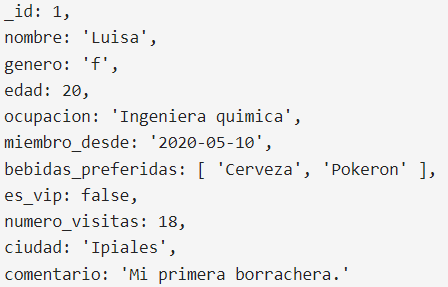 _id: 1,
nombre: 'Luisa',
genero: 'f',
edad: 20,
ocupacion: 'Ingeniera quimica',
miembro_desde: '2020-05-10',
bebidas_preferidas: [ 'Cerveza', 'Pokeron' ],
es_vip: false,
numero_visitas: 18,
ciudad: 'Ipiales',
comentario: 'Mi primera borrachera.'